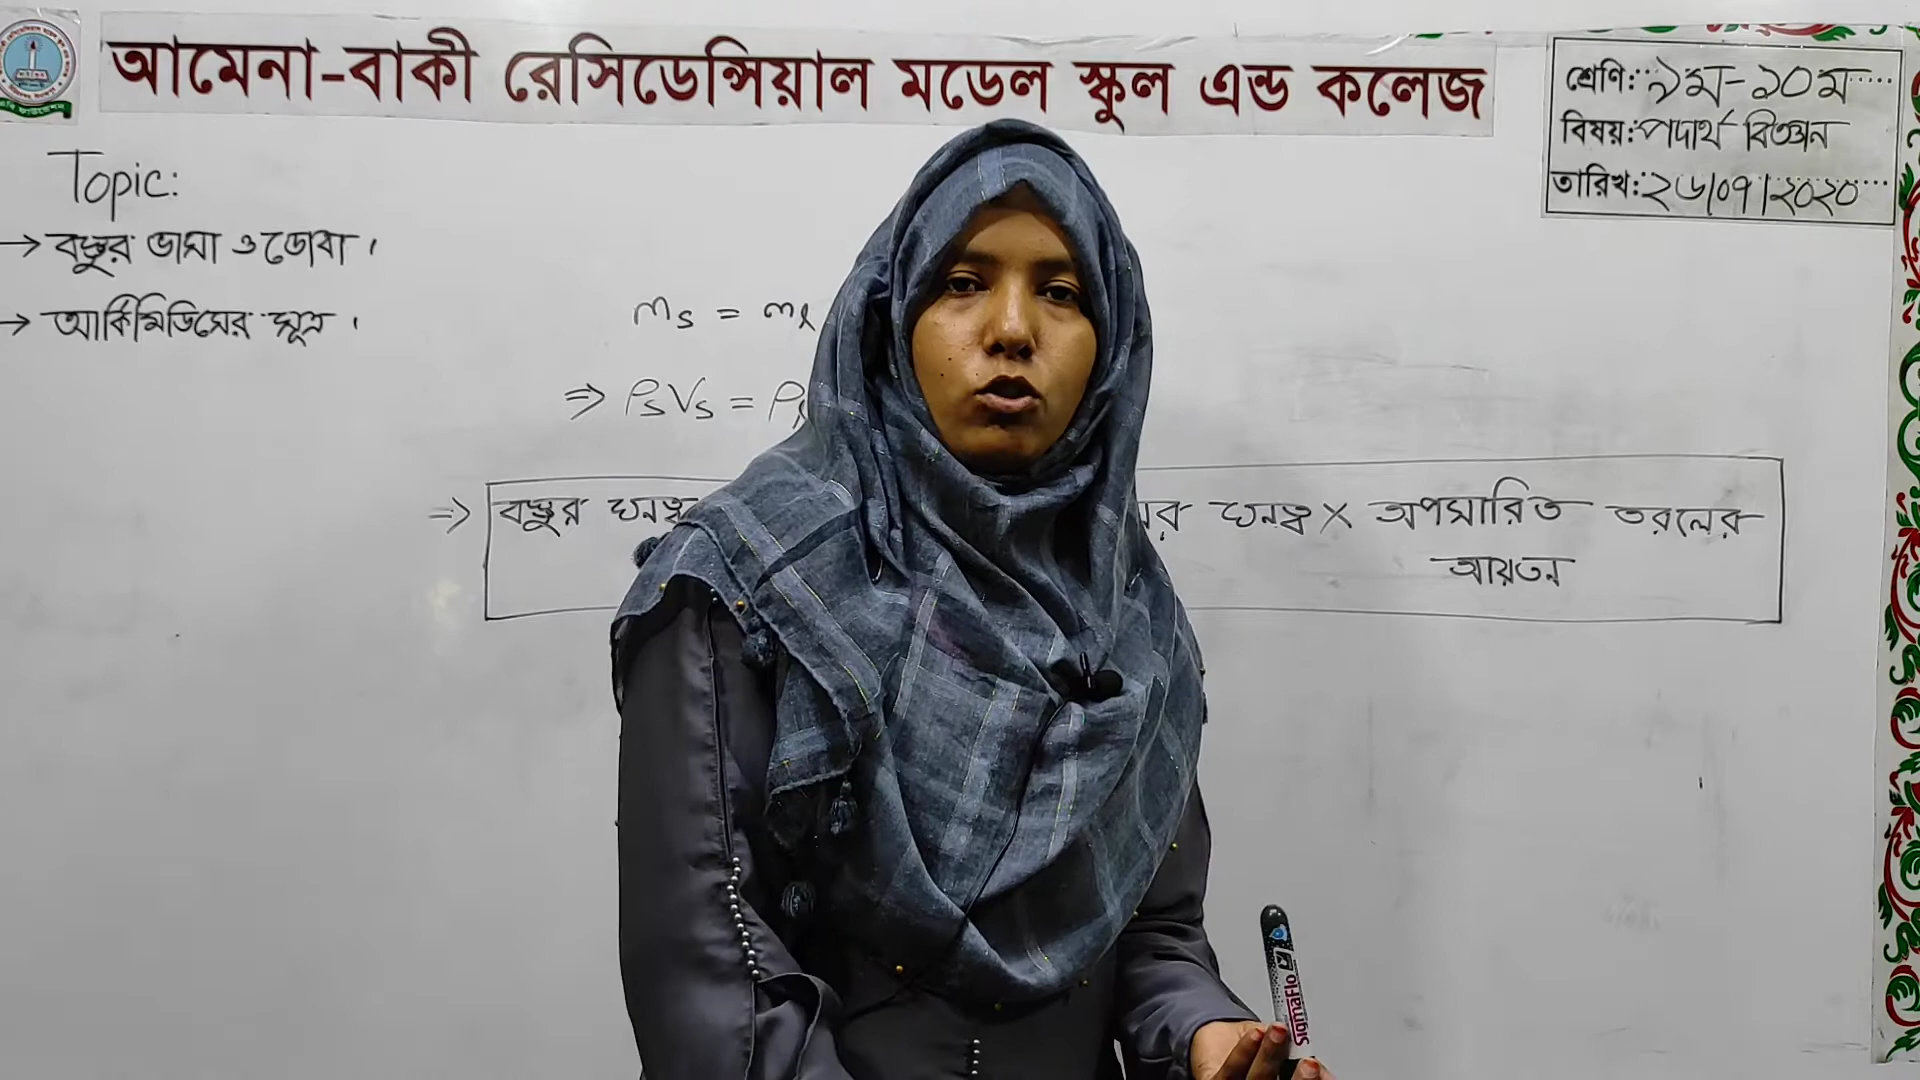 আমেনা-বাকী রেসিডেন্সিয়াল মডেল স্কুল এন্ড কলেজ
শ্রেণি: ৯ম-১০ম
বিষয়: পদার্থ বিজ্ঞান
তারিখ: ২৬/০৭/২০২০
Topic:
→ বস্তুর ভাসা ও ডোবা ।
→ আর্কিমিডিসের সূত্র ।
mₛ = mₗ
⇒ ρₛVₛ = ρ
⇒ বস্তুর ঘনত্ব ঘনত্ব × অপসারিত তরলের
আয়তন
SigmaFlo